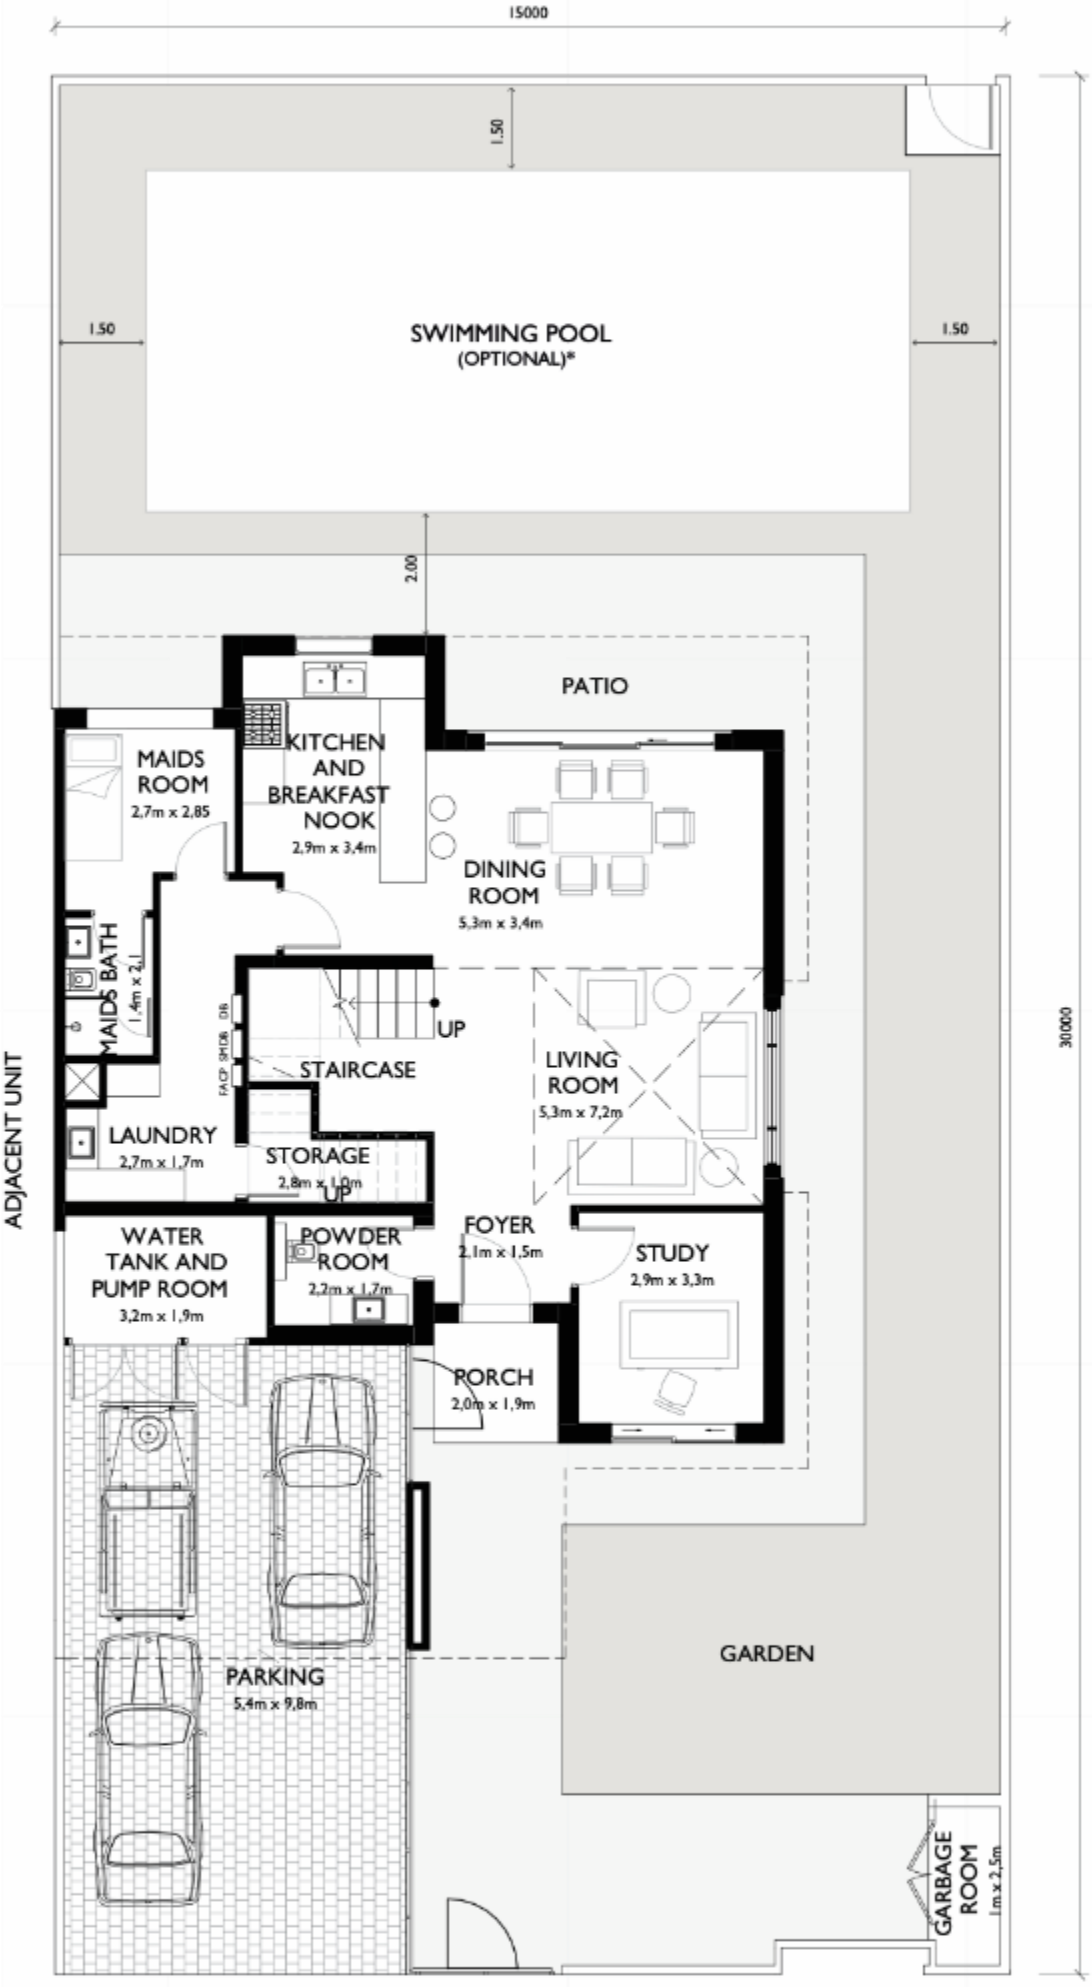 15000
1.50
1.50
SWIMMING POOL
(OPTIONAL)*
1.50
2.00
PATIO
MAIDS
ROOM
2,7m x 2,85
KITCHEN
AND
BREAKFAST
NOOK
2,9m x 3,4m
DINING
ROOM
5,3m x 3,4m
MAIDS BATH
1,4m x 2,1
DB
SMDB
FACP
UP
STAIRCASE
LIVING
ROOM
5,3m x 7,2m
30000
ADJACENT UNIT
LAUNDRY
2,7m x 1,7m
STORAGE
2,8m x 1,0m
UP
WATER
TANK AND
PUMP ROOM
3,2m x 1,9m
POWDER
ROOM
2,2m x 1,7m
FOYER
2,1m x 1,5m
STUDY
2,9m x 3,3m
PORCH
2,0m x 1,9m
PARKING
5,4m x 9,8m
GARDEN
GARBAGE
ROOM
1m x 2,5m